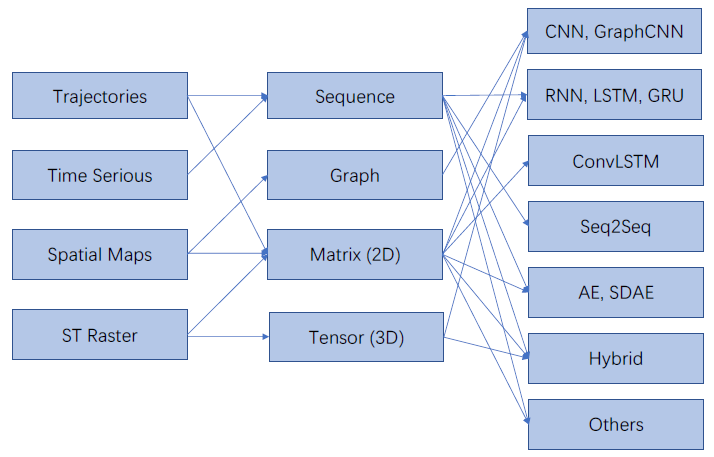 Trajectories
Time Serious
Spatial Maps
ST Raster
Sequence
Graph
Matrix (2D)
Tensor (3D)
CNN, GraphCNN
RNN, LSTM, GRU
ConvLSTM
Seq2Seq
AE, SDAE
Hybrid
Others